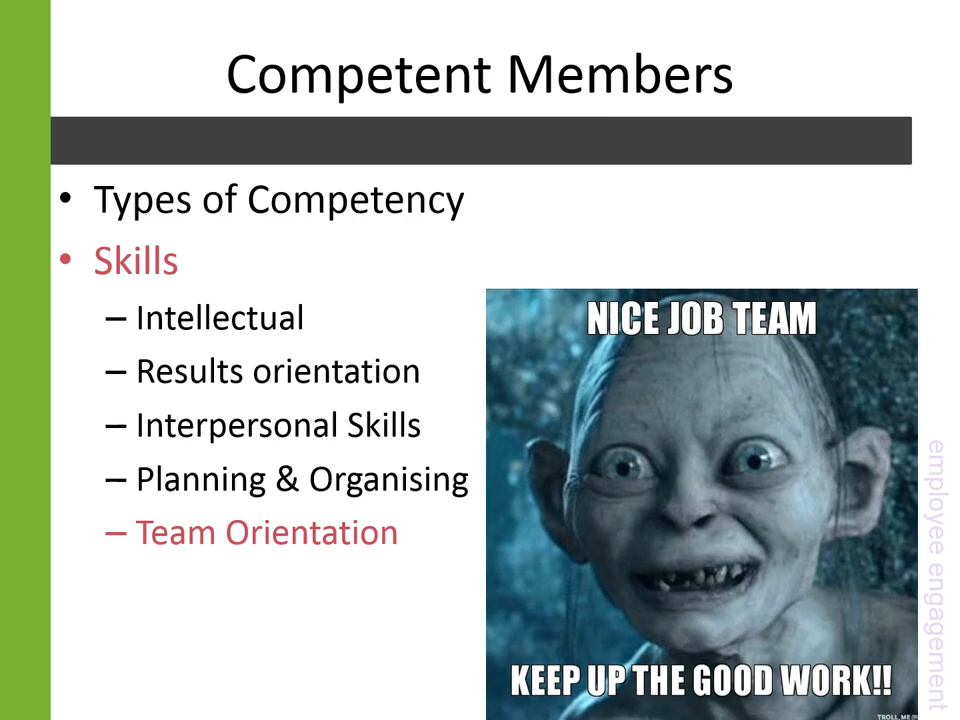 Competent Members
• Types of Competency
• Skills
– Intellectual
– Results orientation
– Interpersonal Skills
– Planning & Organising
– Team Orientation
NICE JOB TEAM
KEEP UP THE GOOD WORK!!
employee engagement